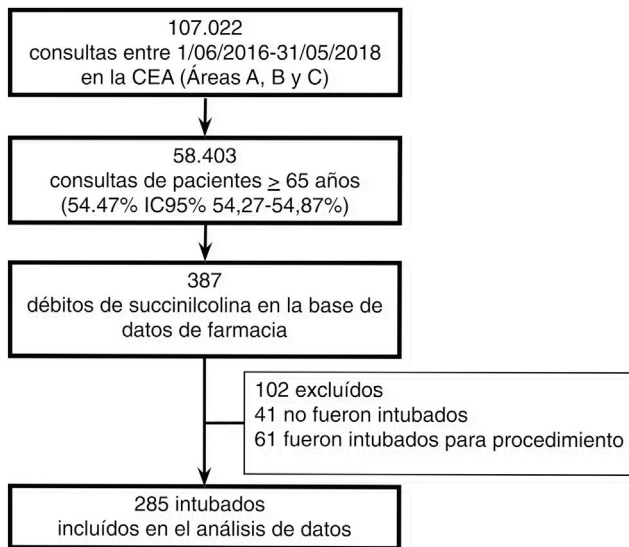 107.022
consultas entre 1/06/2016-31/05/2018
en la CEA (Áreas A, B y C)
58.403
consultas de pacientes ≥ 65 años
(54.47% IC95% 54,27-54,87%)
387
débitos de succinilcolina en la base de
datos de farmacia
102 excluídos
41 no fueron intubados
61 fueron intubados para procedimiento
285 intubados
incluídos en el análisis de datos